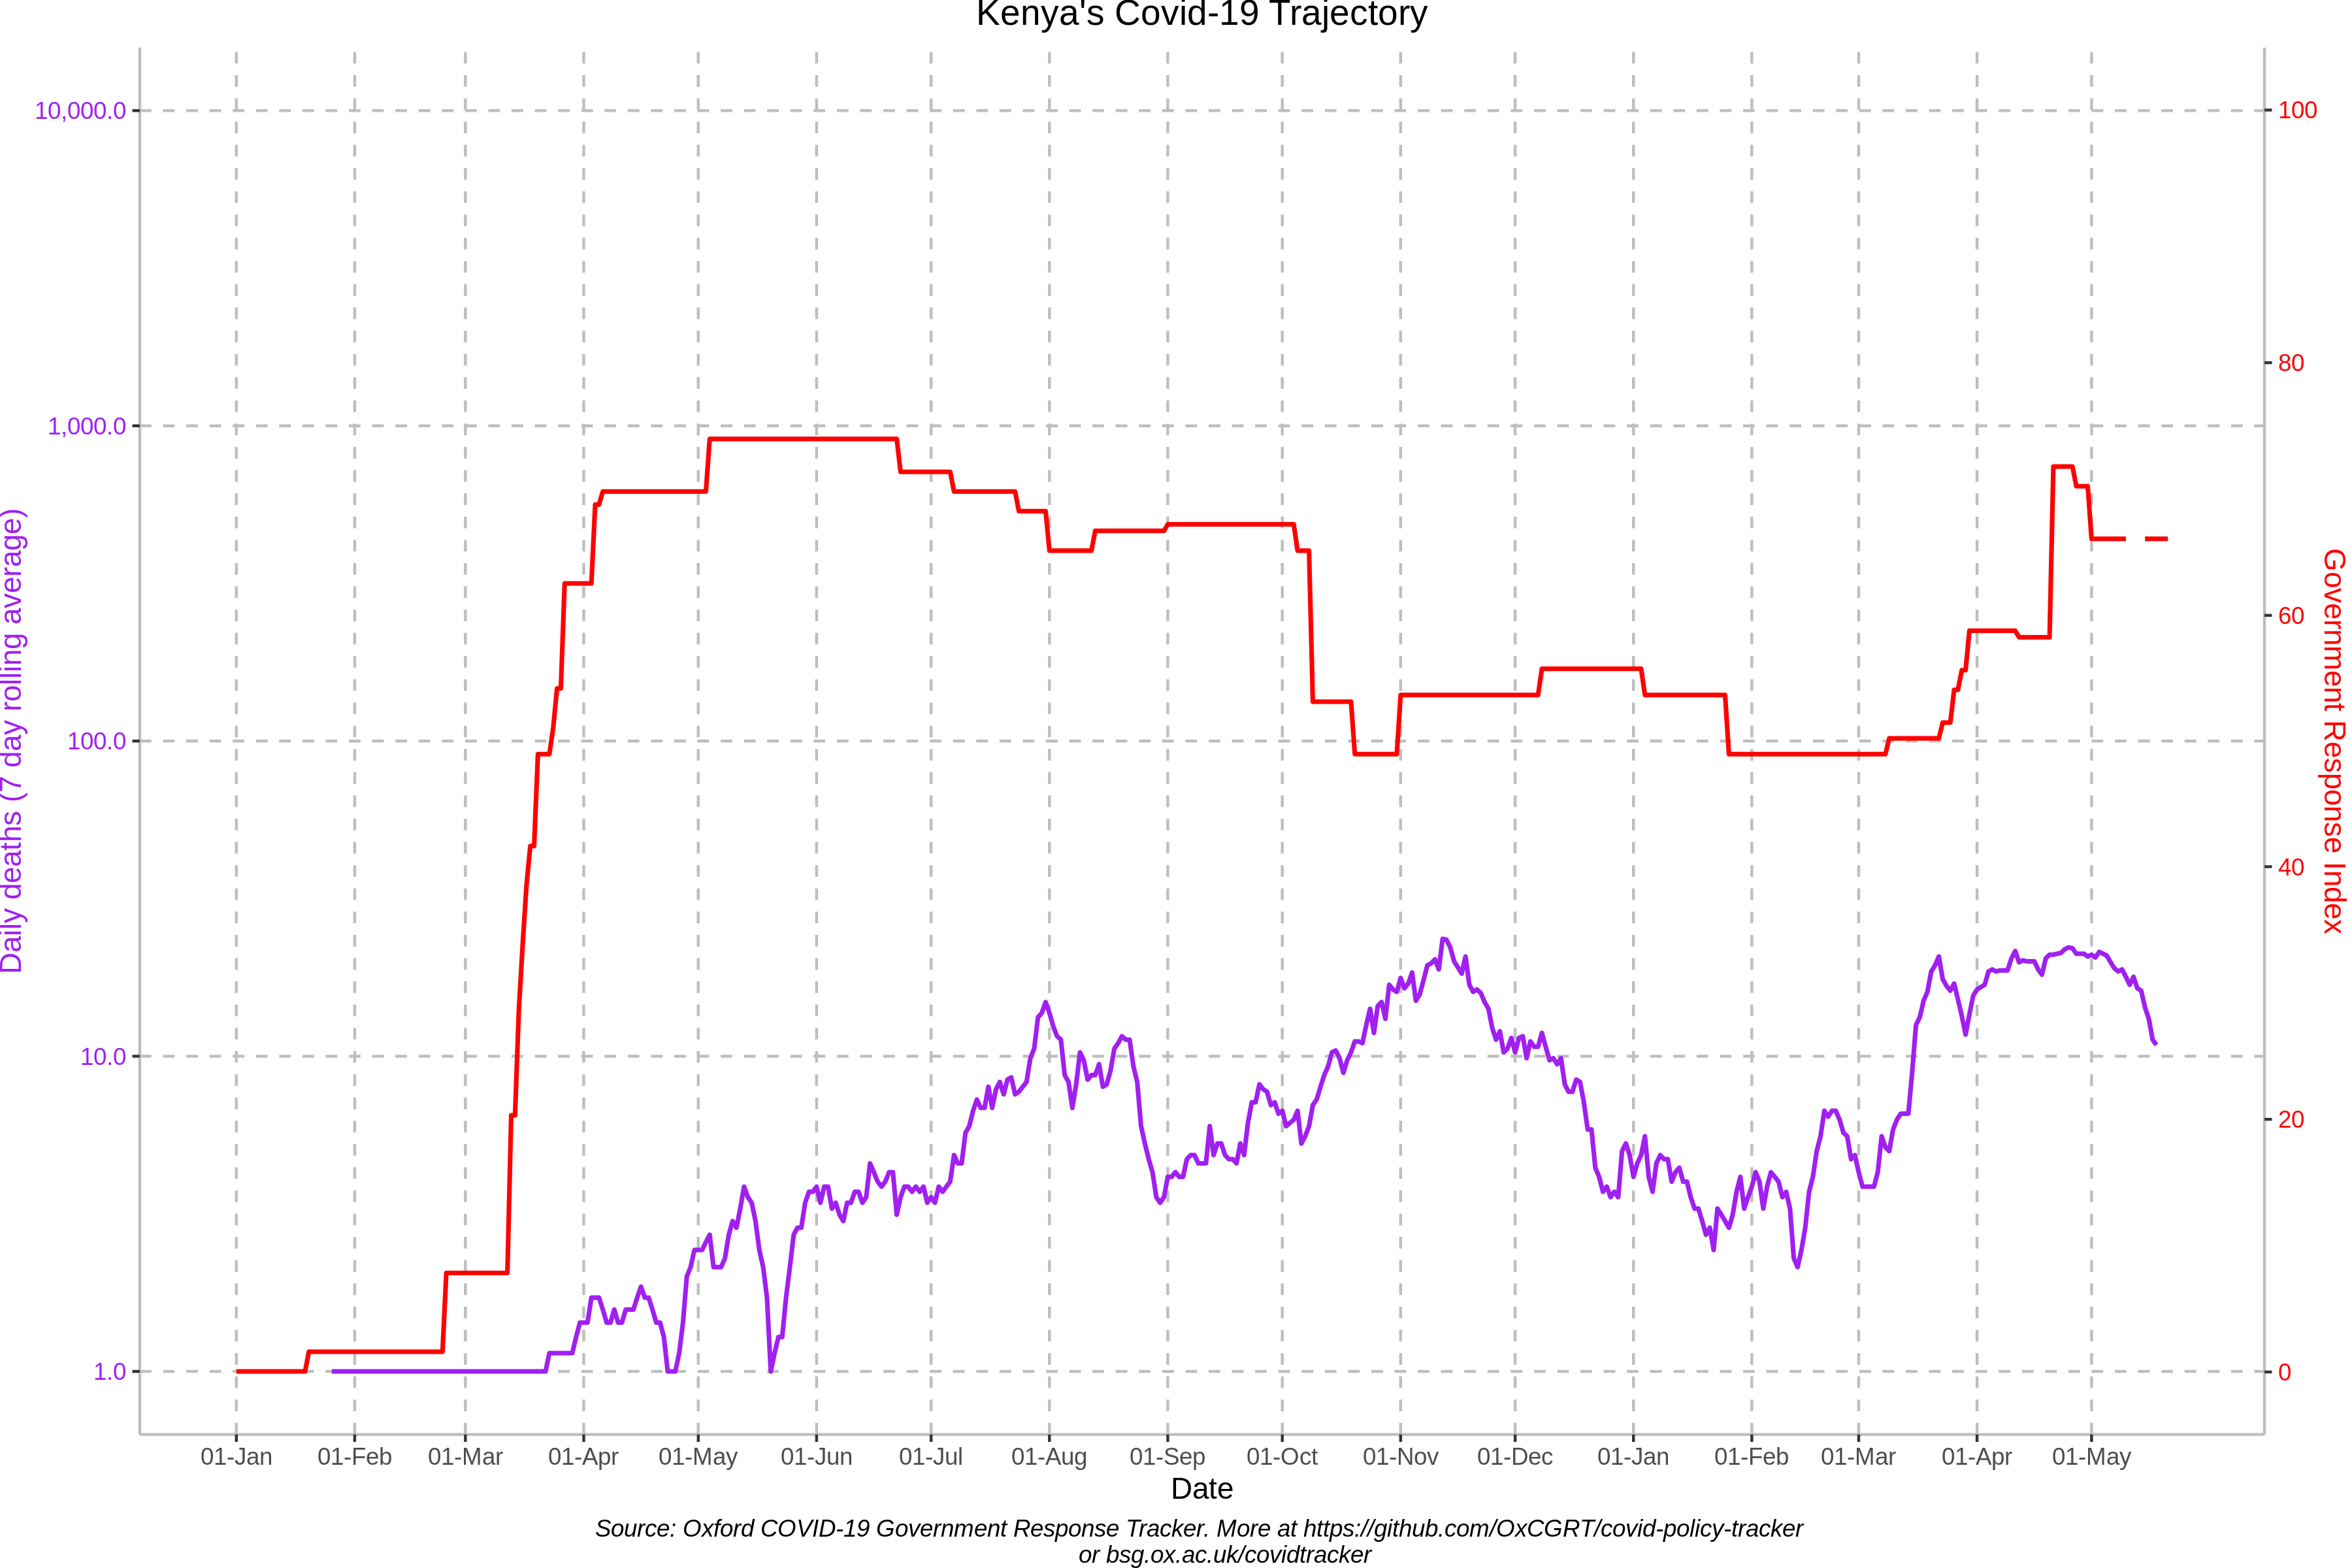 Kenya's Covid-19 Trajectory
10,000.0
1,000.0
100.0
10.0
1.0
Daily deaths (7 day rolling average)
100
80
60
40
20
0
Government Response Index
01-Jan 01-Feb 01-Mar 01-Apr 01-May 01-Jun 01-Jul 01-Aug 01-Sep 01-Oct 01-Nov 01-Dec 01-Jan 01-Feb 01-Mar 01-Apr 01-May
Date
Source: Oxford COVID-19 Government Response Tracker. More at https://github.com/OxCGRT/covid-policy-tracker
or bsg.ox.ac.uk/covidtracker